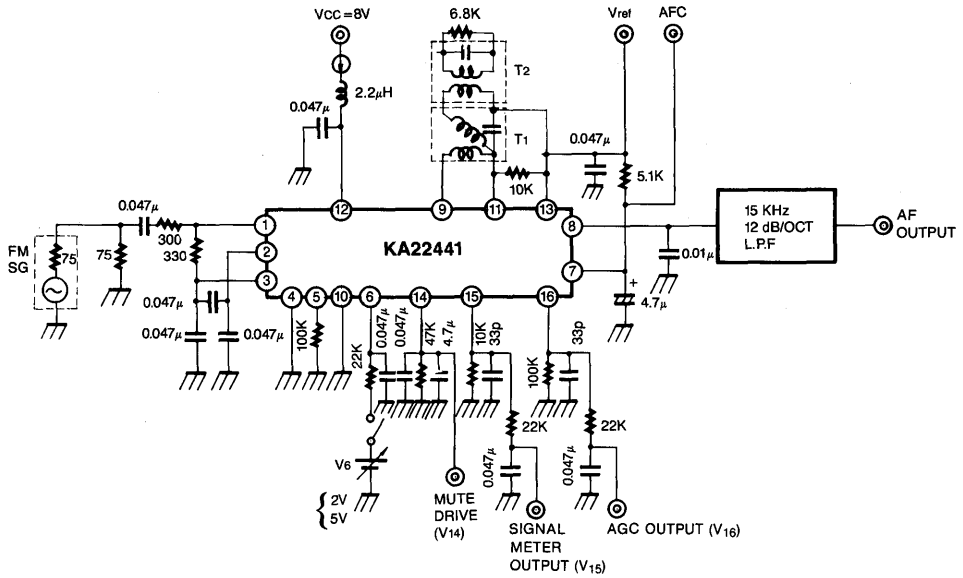 VCC=8V
6.8K
Vref
AFC
T2
2.2μH
0.047μ
T1
0.047μ
5.1K
10K
12
9
11
13
0.047μ
300
330
1
2
3
KA22441
8
7
15 KHz
12 dB/OCT
L.P.F
AF
OUTPUT
0.01μ
FM
SG
75
75
0.047μ
0.047μ
0.047μ
4
5
10
6
14
15
16
+
4.7μ
100K
22K
0.047μ
0.047μ
47K
4.7μ
10K
33p
100K
33p
22K
22K
0.047μ
0.047μ
V6
2V
5V
MUTE
DRIVE
(V14)
SIGNAL
METER
OUTPUT (V15)
AGC OUTPUT (V16)